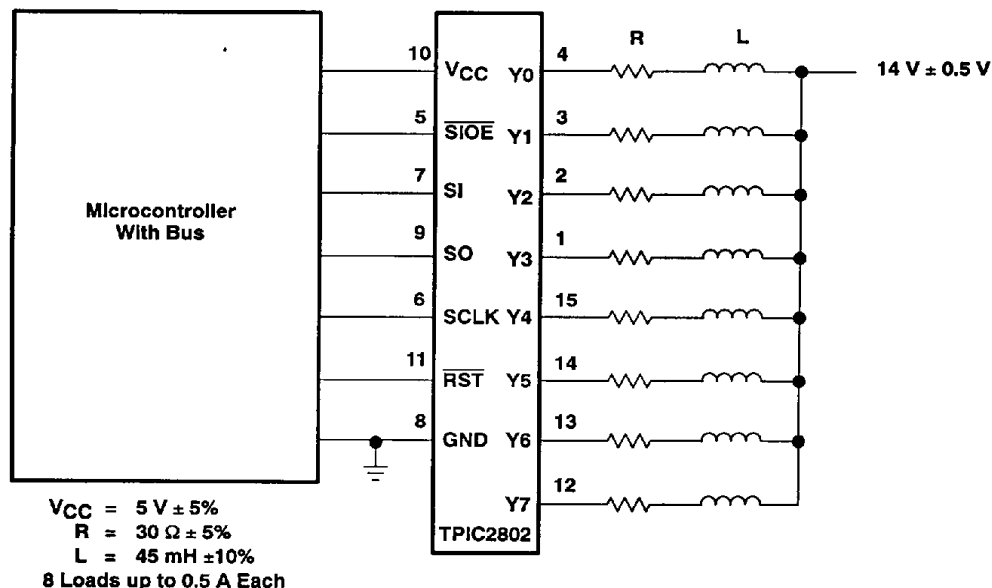 R L
10 VCC Y0 4 14 V ± 0.5 V
5 SIOE Y1 3
7 SI Y2 2
Microcontroller
With Bus
9 SO Y3 1
6 SCLK Y4 15
11 RST Y5 14
8 GND Y6 13
Y7 12
TPIC2802
VCC = 5 V ± 5%
R = 30 Ω ± 5%
L = 45 mH ±10%
8 Loads up to 0.5 A Each